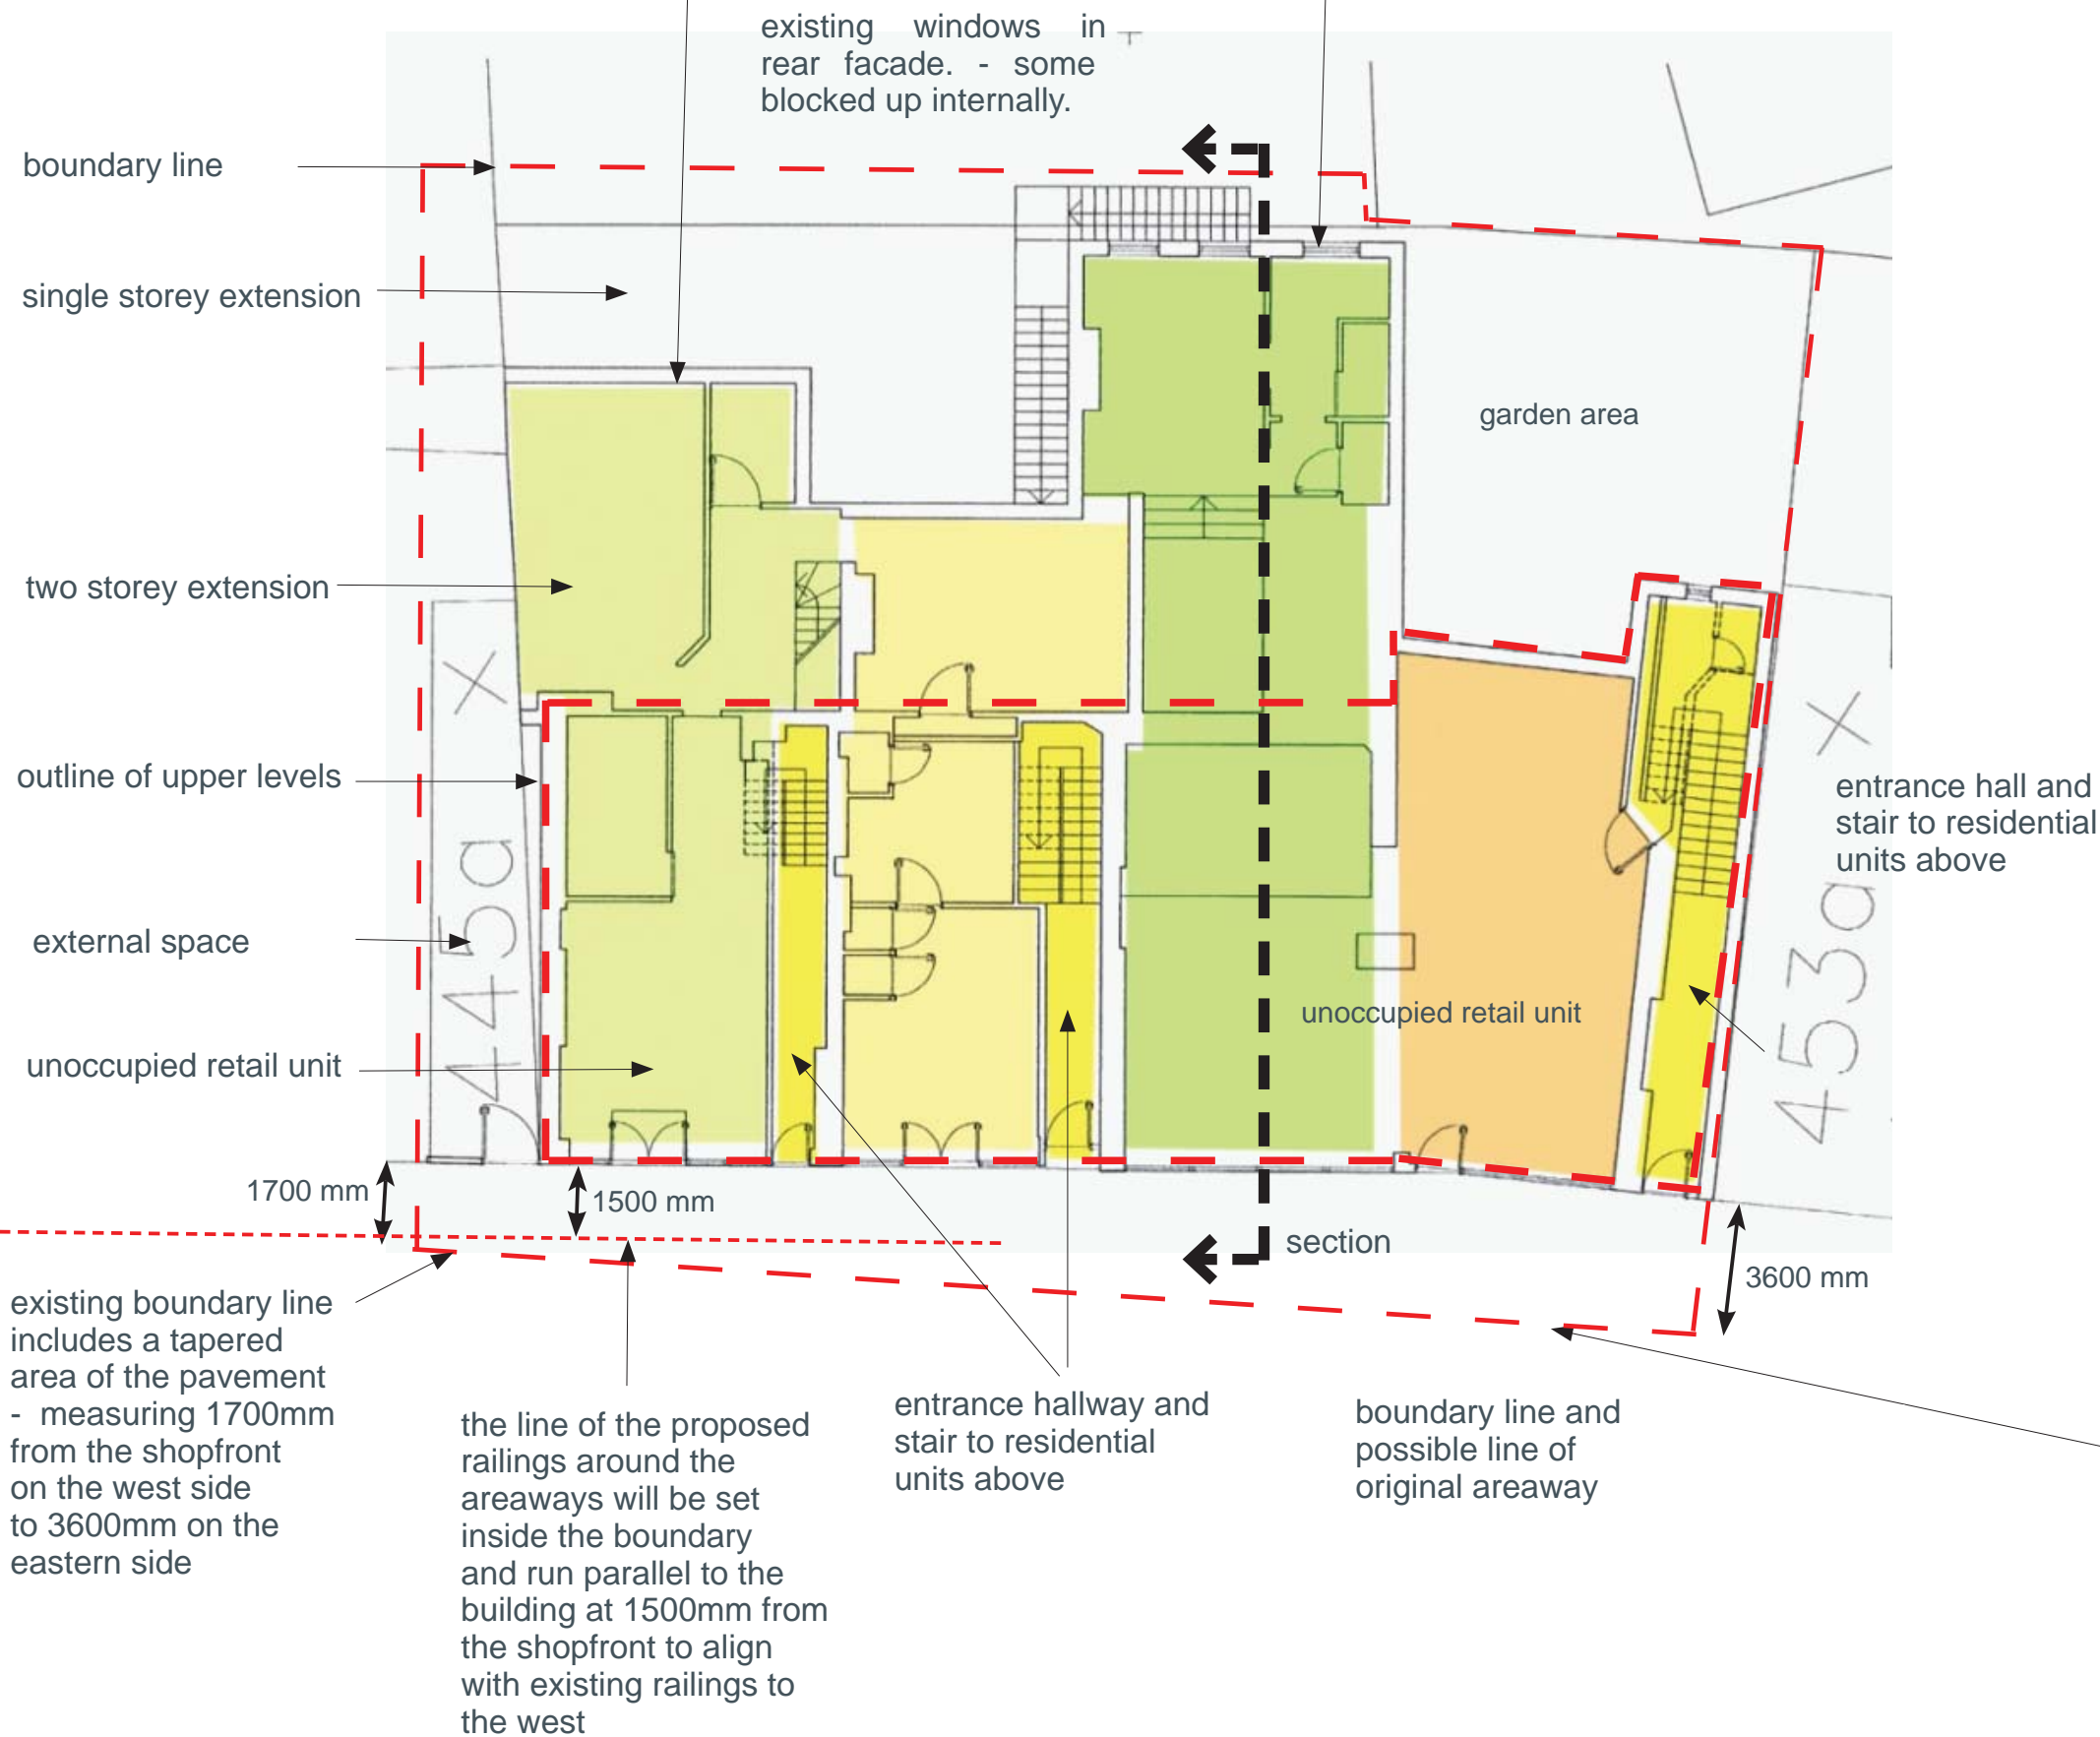 existing windows in
rear facade. - some
blocked up internally.
boundary line
single storey extension
garden area
two storey extension
outline of upper levels
entrance hall and
stair to residential
units above
445a
453a
external space
unoccupied retail unit
unoccupied retail unit
1700 mm
1500 mm
section
3600 mm
existing boundary line
includes a tapered
area of the pavement
- measuring 1700mm
from the shopfront
on the west side
to 3600mm on the
eastern side
the line of the proposed
railings around the
areaways will be set
inside the boundary
and run parallel to the
building at 1500mm from
the shopfront to align
with existing railings to
the west
entrance hallway and
stair to residential
units above
boundary line and
possible line of
original areaway